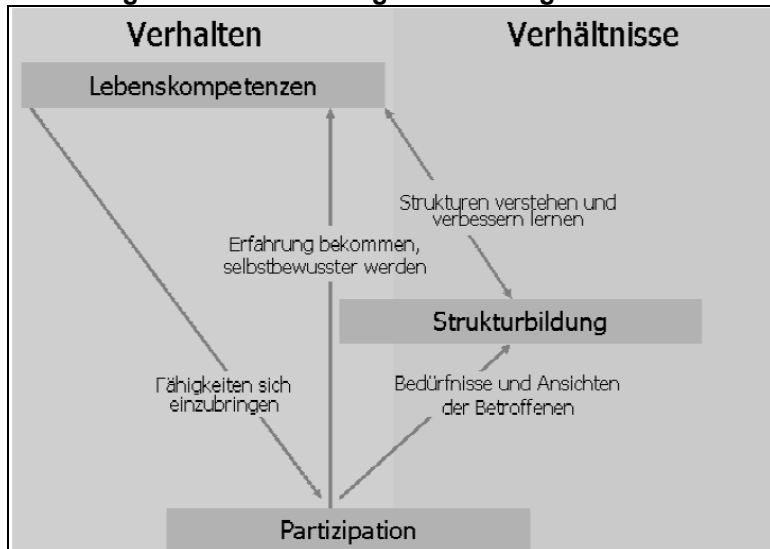 Verhalten
Verhältnisse
Lebenskompetenzen
Strukturen verstehen und
verbessern lernen
Erfahrung bekommen,
selbstbewusster werden
Strukturbildung
Fähigkeiten sich
einzubringen
Bedürfnisse und Ansichten
der Betroffenen
Partizipation